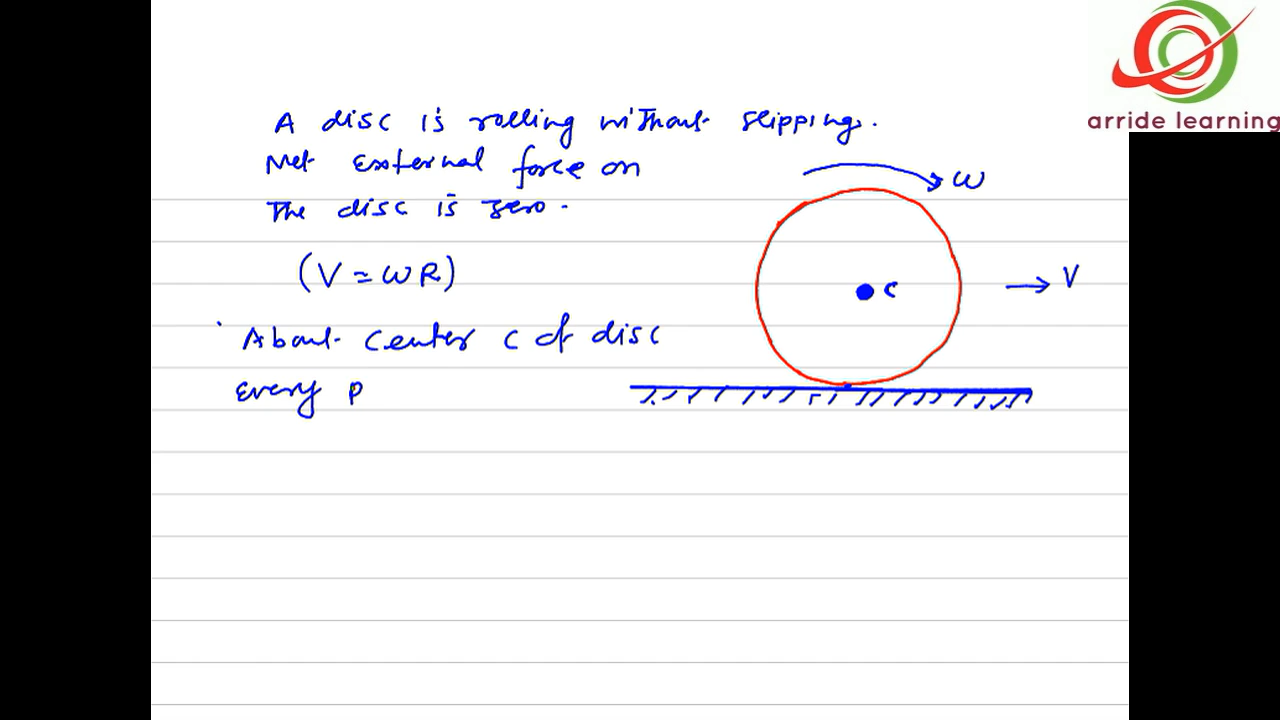 arride learning
A disc is rolling without slipping.
Net external force on
The disc is zero.
ω
(V = ωR)
C
V
About center C of disc
every p